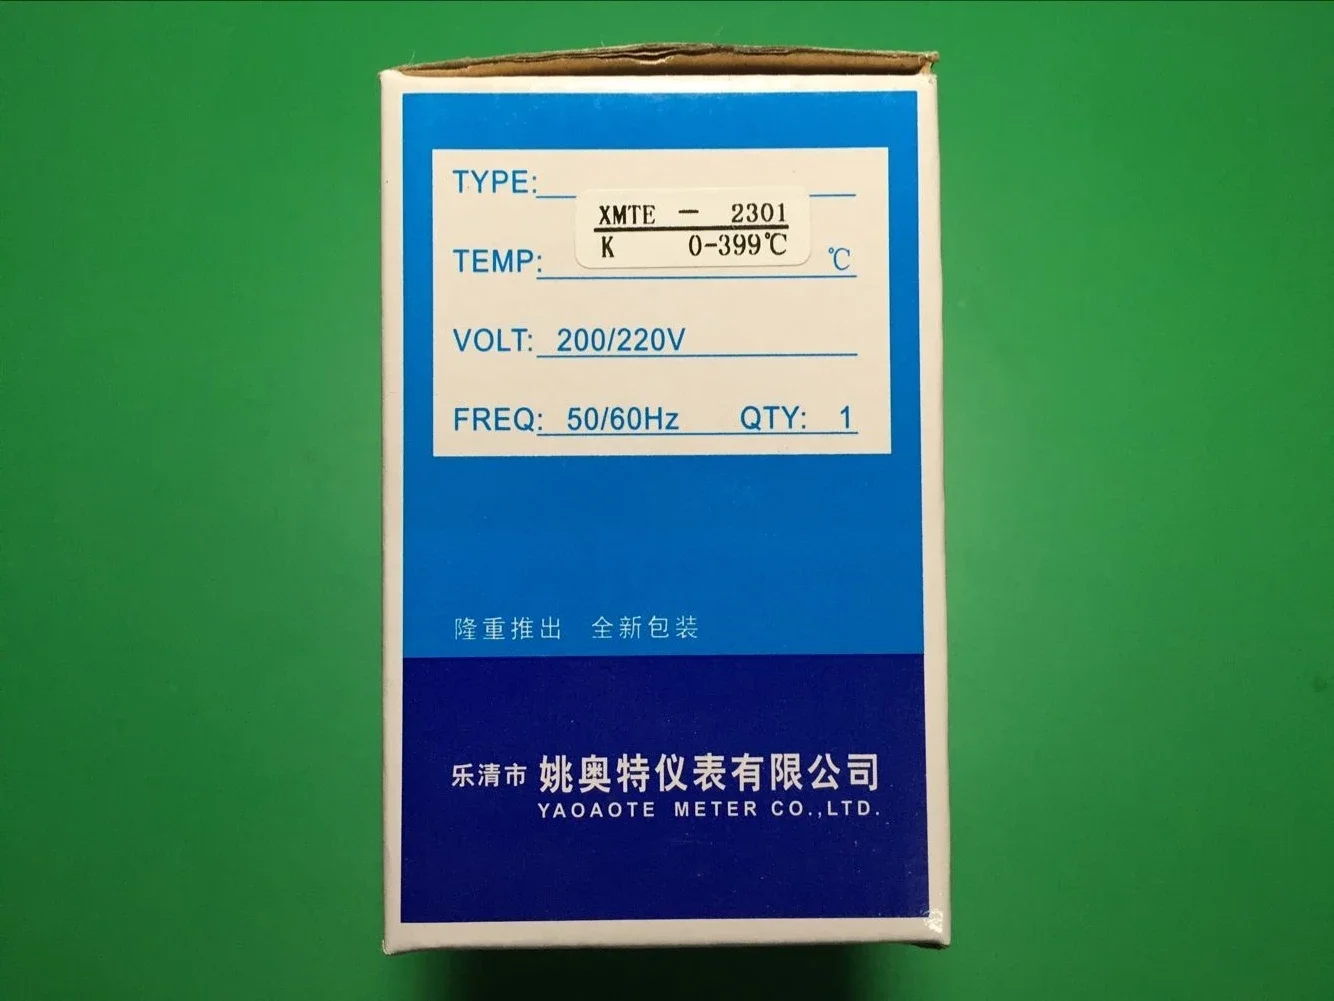 TYPE:
XMTE - 2301
K 0-399℃
TEMP: ℃
VOLT: 200/220V
FREQ: 50/60Hz QTY: 1
隆重推出 全新包装
乐清市 姚奥特仪表有限公司
YAOAOTE METER CO.,LTD.